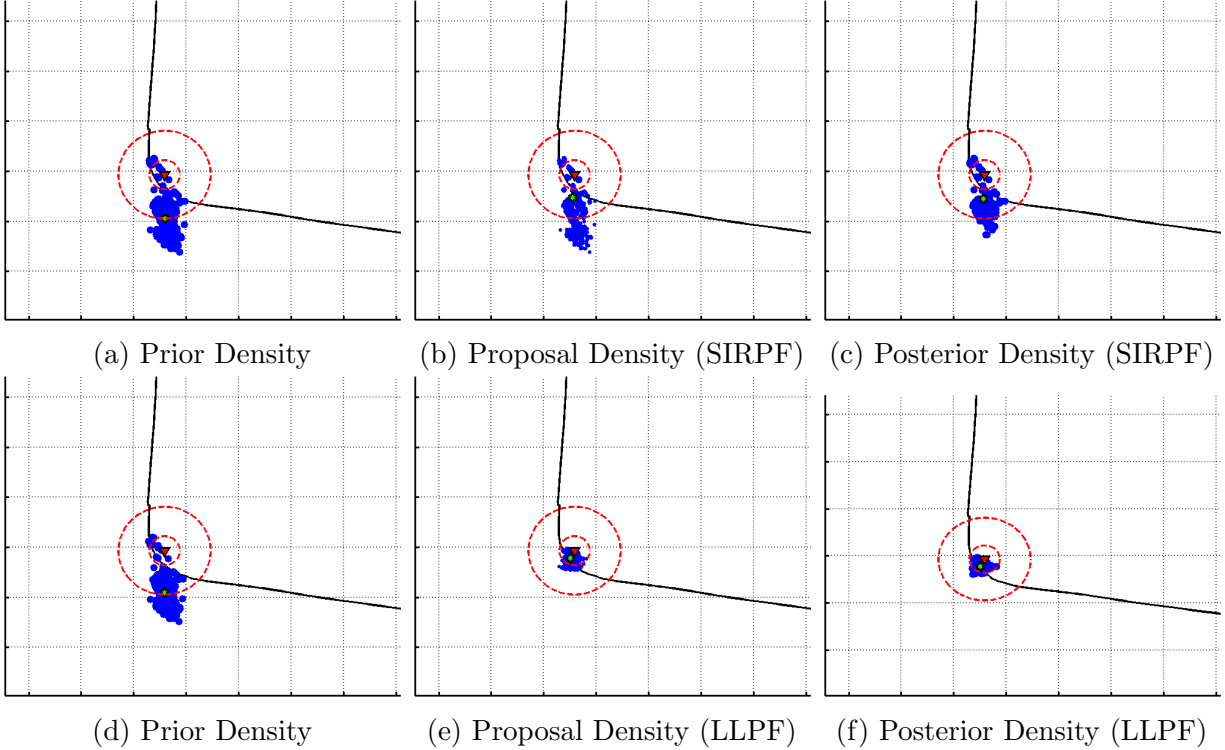 (a) Prior Density
(b) Proposal Density (SIRPF)
(c) Posterior Density (SIRPF)
(d) Prior Density
(e) Proposal Density (LLPF)
(f) Posterior Density (LLPF)